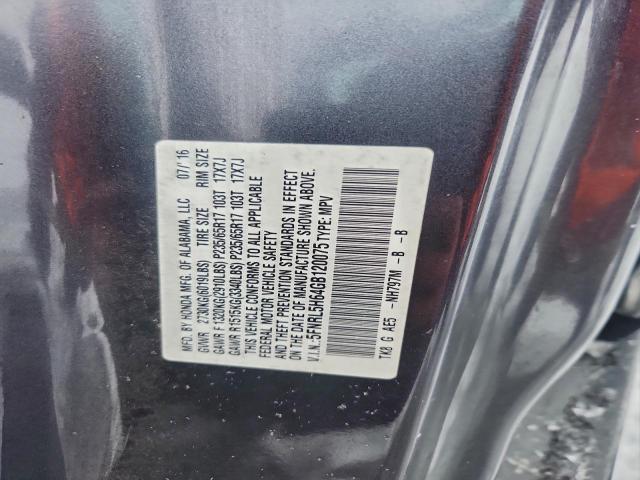 MFD. BY HONDA MFG. OF ALABAMA, LLC 07/'16
GVWR 2730KG(6019LBS) TIRE SIZE RIM SIZE
GAWR F 1320KG(2910LBS) P235/65R17 103T 17X7J
GAWR R 1515KG(3340LBS) P235/65R17 103T 17X7J
THIS VEHICLE CONFORMS TO ALL APPLICABLE
FEDERAL MOTOR VEHICLE SAFETY
AND THEFT PREVENTION STANDARDS IN EFFECT
ON THE DATE OF MANUFACTURE SHOWN ABOVE.
V.I.N.:5FNRL5H64GB120075 TYPE: MPV
TK8 G AE5 -NH797M -B -B